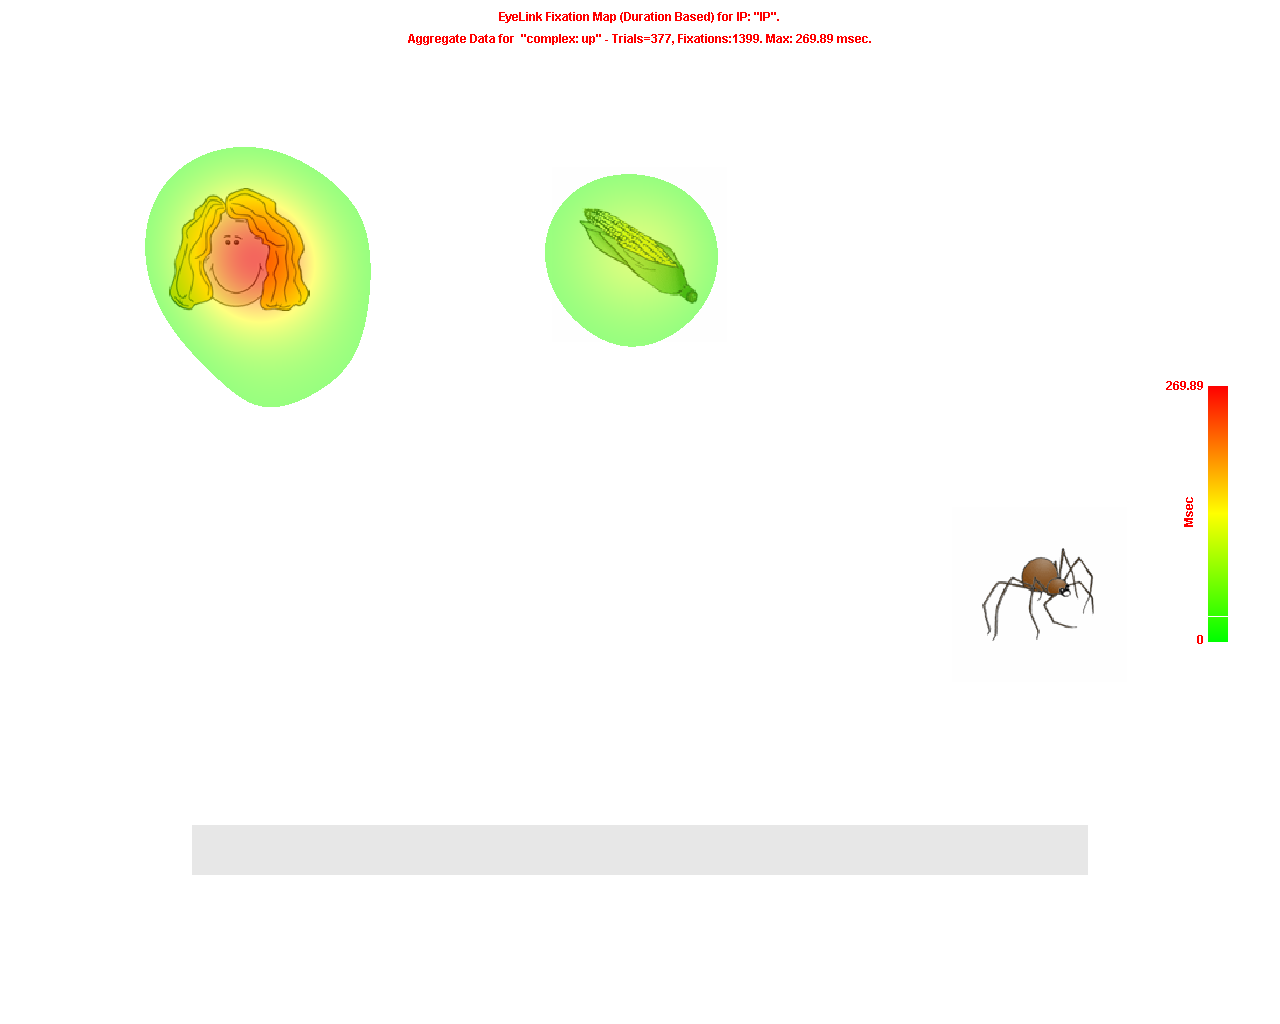 EyeLink Fixation Map (Duration Based) for IP: "IP".
Aggregate Data for  "complex: up" - Trials=377, Fixations:1399. Max: 269.89 msec.
269.89
Msec
0